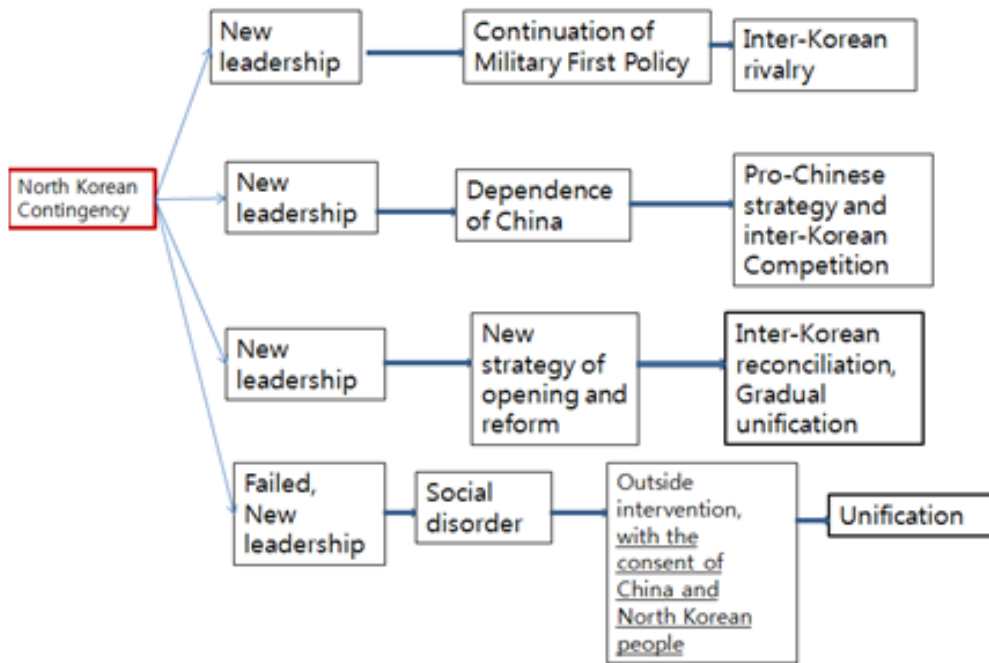 North Korean
Contingency
New
leadership
Continuation of
Military First Policy
Inter-Korean
rivalry
New
leadership
Dependence
of China
Pro-Chinese
strategy and
inter-Korean
Competition
New
leadership
New
strategy of
opening and
reform
Inter-Korean
reconciliation,
Gradual
unification
Failed,
New
leadership
Social
disorder
Outside
intervention,
with the
consent of
China and
North Korean
people
Unification